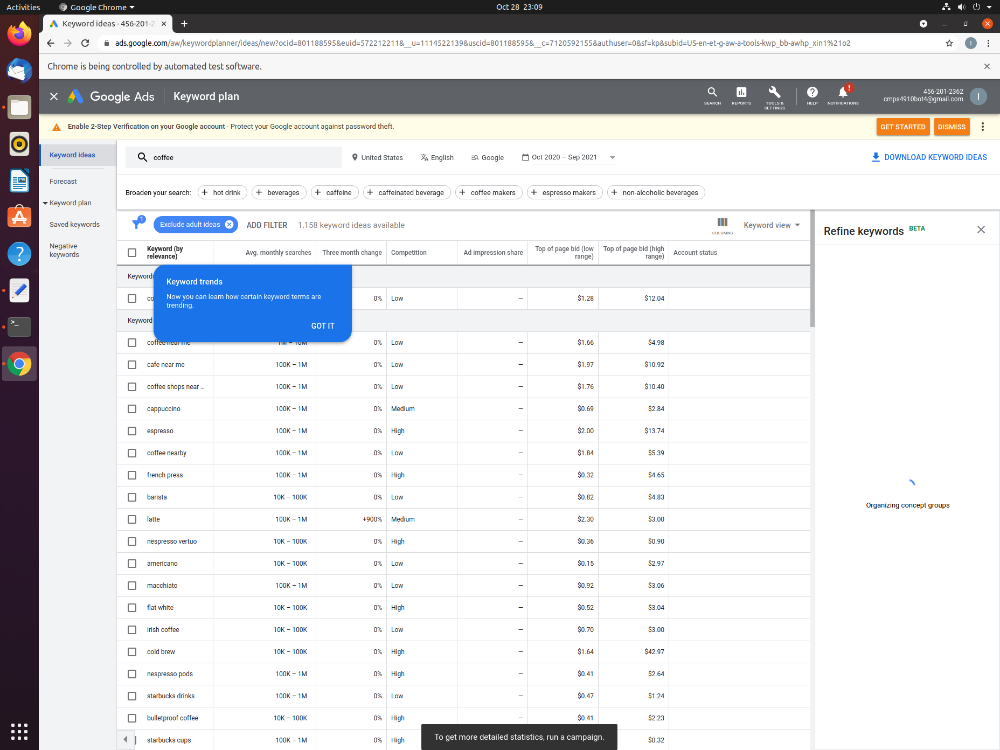 Activities Google Chrome Oct 28 23:09
Keyword ideas - 456-201-2
ads.google.com/aw/keywordplanner/ideas/new?ocid=801188595&euid=572212211&__u=1114522139&uscid=801188595&__c=7120592155&authuser=0&sf=kp&subid=US-en-et-g-aw-a-tools-kwp_bb-awhp_xin1%21o2 I
Chrome is being controlled by automated test software.
Google Ads Keyword plan SEARCH REPORTS TOOLS & SETTINGS HELP ! NOTIFICATIONS 456-201-2362 cmps4910bot4@gmail.com I
Enable 2-Step Verification on your Google account - Protect your Google account against password theft. GET STARTED DISMISS
Keyword ideas
Forecast
Keyword plan
Saved keywords
Negative
keywords
coffee United States English Google Oct 2020 – Sep 2021 DOWNLOAD KEYWORD IDEAS
Broaden your search: hot drink beverages caffeine caffeinated beverage coffee makers espresso makers non-alcoholic beverages
1 Exclude adult ideas ADD FILTER 1,158 keyword ideas available COLUMNS Keyword view
Keyword (by relevance) Avg. monthly searches Three month change Competition Ad impression share Top of page bid (low range) Top of page bid (high range) Account status
Keywords
Keyword trends
Now you can learn how certain keyword terms are
trending.
GOT IT
co 0% Low – $1.28 $12.04
Keyword
coffee near me 1M – 10M 0% Low – $1.66 $4.98
cafe near me 100K – 1M 0% Low – $1.97 $10.92
coffee shops near ... 100K – 1M 0% Low – $1.76 $10.40
cappuccino 100K – 1M 0% Medium – $0.69 $2.84
espresso 100K – 1M 0% High – $2.00 $13.74
coffee nearby 100K – 1M 0% Low – $1.84 $5.39
french press 100K – 1M 0% High – $0.32 $4.65
barista 10K – 100K 0% Low – $0.82 $4.83
latte 100K – 1M +900% Medium – $2.30 $3.00
nespresso vertuo 10K – 100K 0% High – $0.36 $0.90
americano 10K – 100K 0% Low – $0.15 $2.97
macchiato 100K – 1M 0% Low – $0.92 $3.06
flat white 10K – 100K 0% High – $0.52 $3.04
irish coffee 10K – 100K 0% Low – $0.70 $3.00
cold brew 10K – 100K 0% High – $1.64 $42.97
nespresso pods 100K – 1M 0% High – $0.41 $2.64
starbucks drinks 100K – 1M 0% Low – $0.47 $1.24
bulletproof coffee 10K – 100K 0% High – $0.41 $2.23
starbucks cups 100K – 1M 0% High $0.32
To get more detailed statistics, run a campaign.
Refine keywords BETA
Organizing concept groups